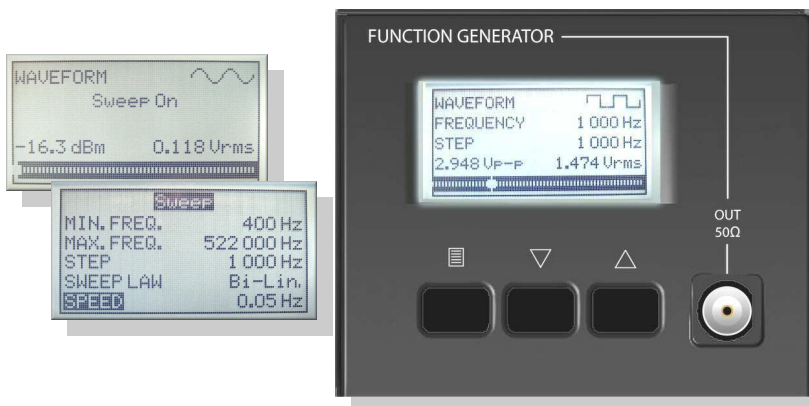 FUNCTION GENERATOR
WAVEFORM
Sweep On
-16.3 dBm 0.118 Vrms
Sweep
MIN. FREQ. 400 Hz
MAX. FREQ. 522 000 Hz
STEP 1 000 Hz
SWEEP LAW Bi-Lin.
SPEED 0.05 Hz
WAVEFORM
FREQUENCY 1 000 Hz
STEP 1 000 Hz
2.948 Vp-p 1.474 Vrms
OUT
50Ω